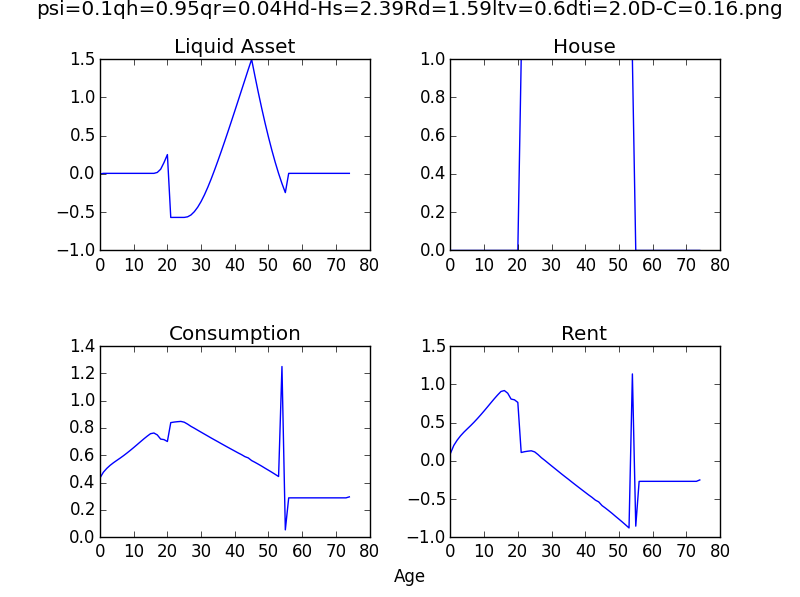 psi=0.1qh=0.95qr=0.04Hd-Hs=2.39Rd=1.59ltv=0.6dti=2.0D-C=0.16.png
Liquid Asset
1.5
1.0
0.5
0.0
−0.5
−1.0
0 10 20 30 40 50 60 70 80
House
1.0
0.8
0.6
0.4
0.2
0.0
0 10 20 30 40 50 60 70 80
Consumption
1.4
1.2
1.0
0.8
0.6
0.4
0.2
0.0
0 10 20 30 40 50 60 70 80
Rent
1.5
1.0
0.5
0.0
−0.5
−1.0
0 10 20 30 40 50 60 70 80
Age